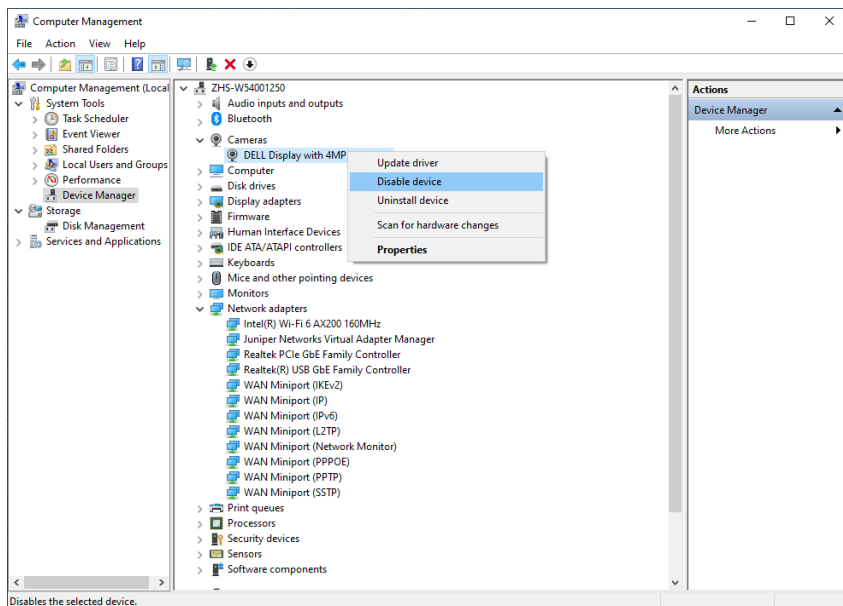 Computer Management
File Action View Help
Computer Management (Local
System Tools
Task Scheduler
Event Viewer
Shared Folders
Local Users and Groups
Performance
Device Manager
Storage
Disk Management
Services and Applications
ZHS-W54001250
Audio inputs and outputs
Bluetooth
Cameras
DELL Display with 4MP
Computer
Disk drives
Display adapters
Firmware
Human Interface Devices
IDE ATA/ATAPI controllers
Keyboards
Mice and other pointing devices
Monitors
Network adapters
Intel(R) Wi-Fi 6 AX200 160MHz
Juniper Networks Virtual Adapter Manager
Realtek PCIe GbE Family Controller
Realtek(R) USB GbE Family Controller
WAN Miniport (IKEv2)
WAN Miniport (IP)
WAN Miniport (IPv6)
WAN Miniport (L2TP)
WAN Miniport (Network Monitor)
WAN Miniport (PPPOE)
WAN Miniport (PPTP)
WAN Miniport (SSTP)
Print queues
Processors
Security devices
Sensors
Software components
Update driver
Disable device
Uninstall device
Scan for hardware changes
Properties
Actions
Device Manager
More Actions
Disables the selected device.